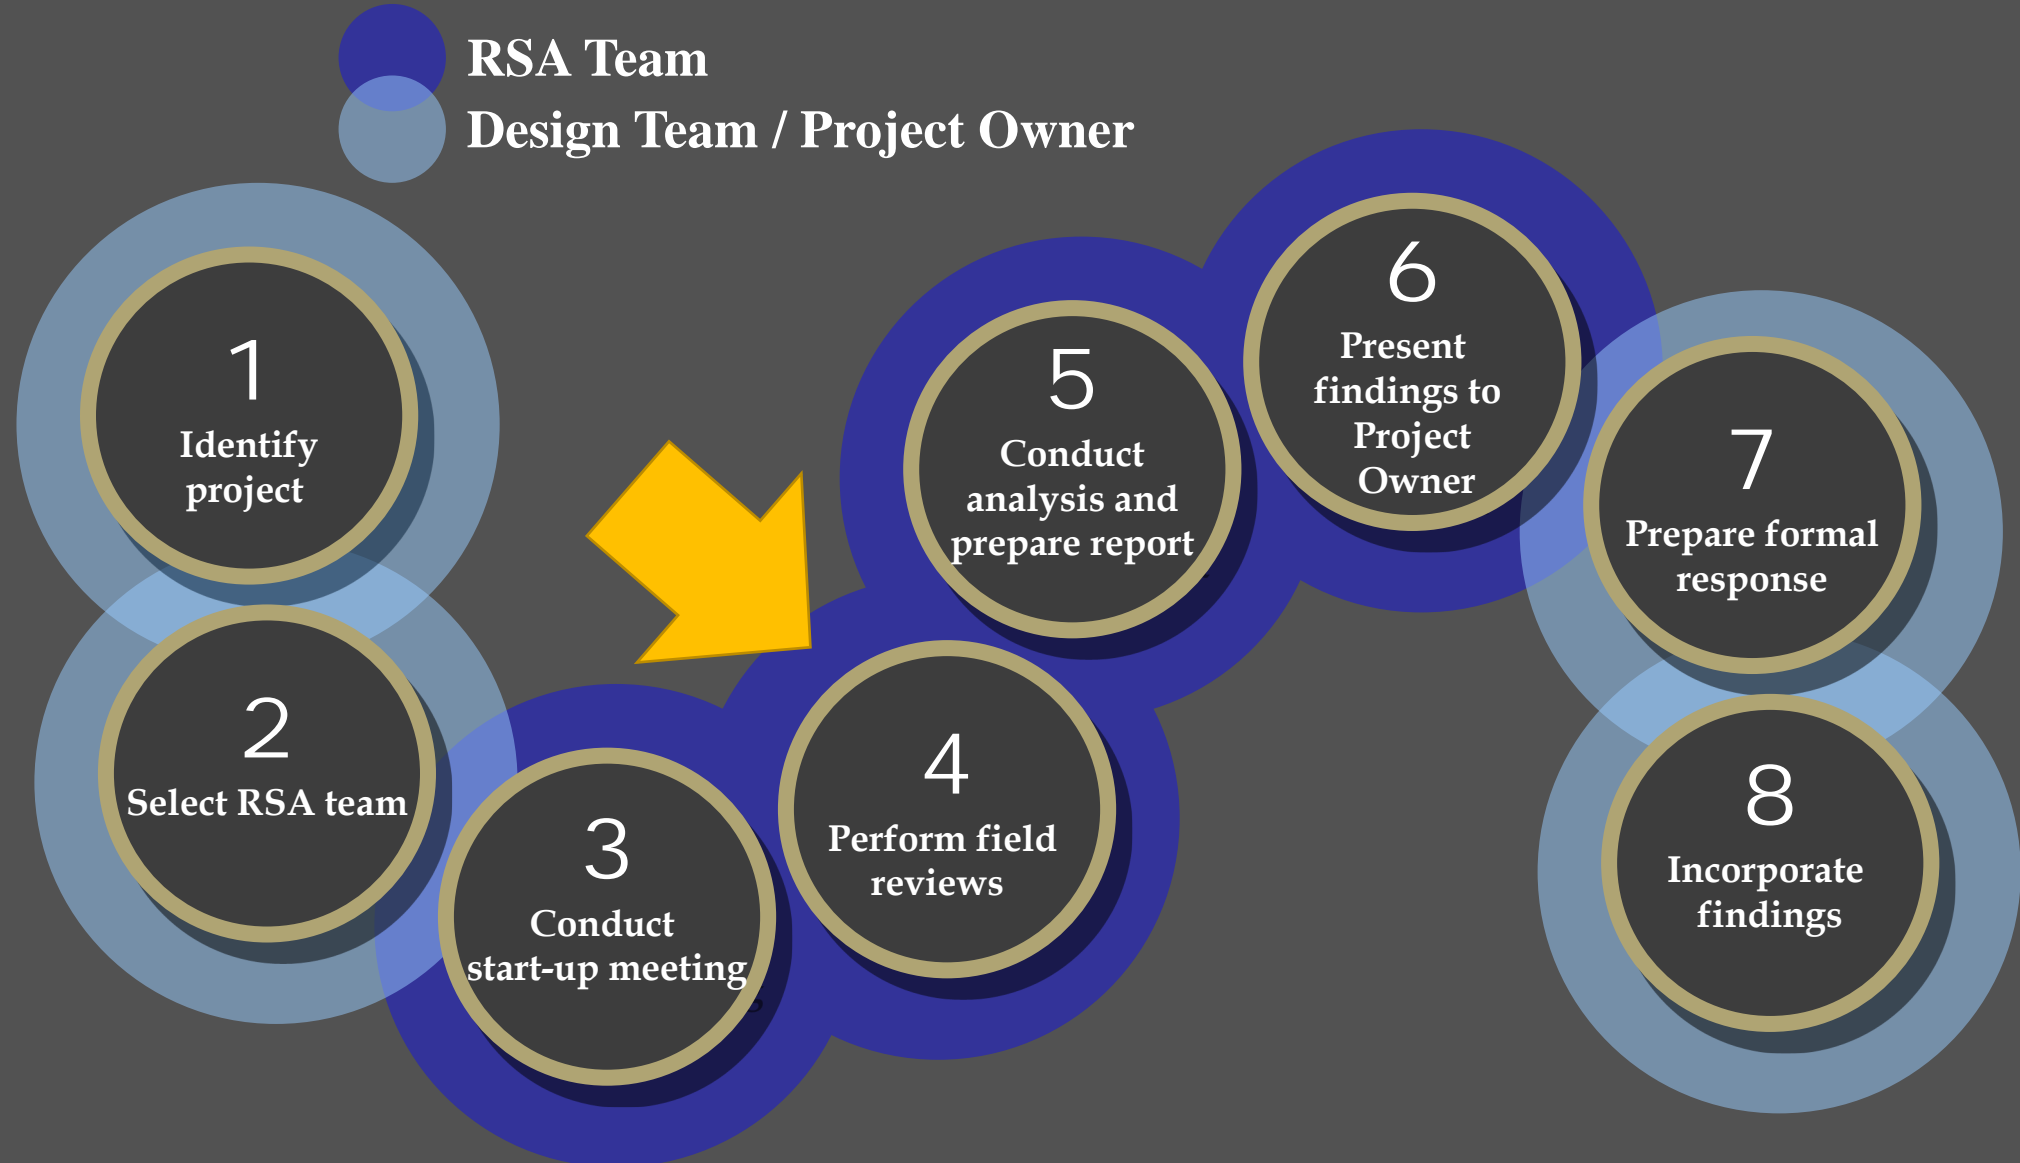 RSA Team
Design Team / Project Owner
1
Identify
project
2
Select RSA team
3
Conduct
start-up meeting
4
Perform field
reviews
5
Conduct
analysis and
prepare report
6
Present
findings to
Project
Owner
7
Prepare formal
response
8
Incorporate
findings